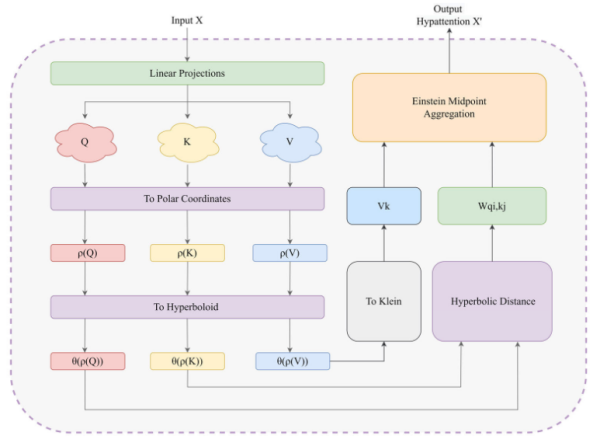 Input X
Output
Hypattention X'
Linear Projections
Einstein Midpoint
Aggregation
Q
K
V
To Polar Coordinates
Vk
Wqi,kj
ρ(Q)
ρ(K)
ρ(V)
To Hyperboloid
To Klein
Hyperbolic Distance
θ(ρ(Q))
θ(ρ(K))
θ(ρ(V))